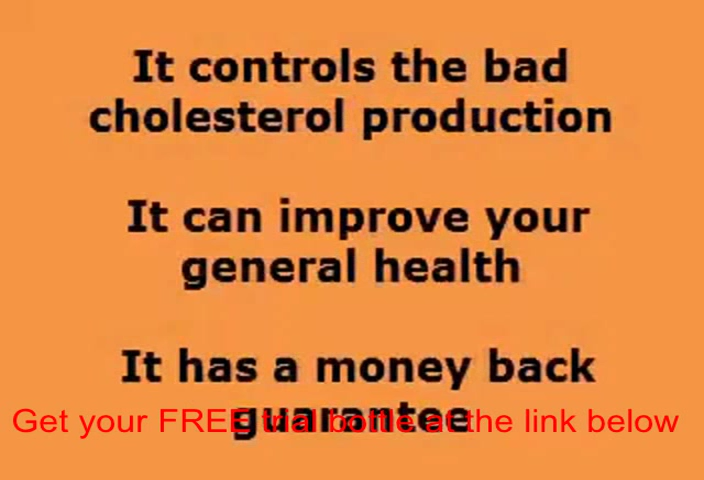 It controls the bad
cholesterol production
It can improve your
general health
It has a money back
guarantee
Get your FREE trial bottle at the link below